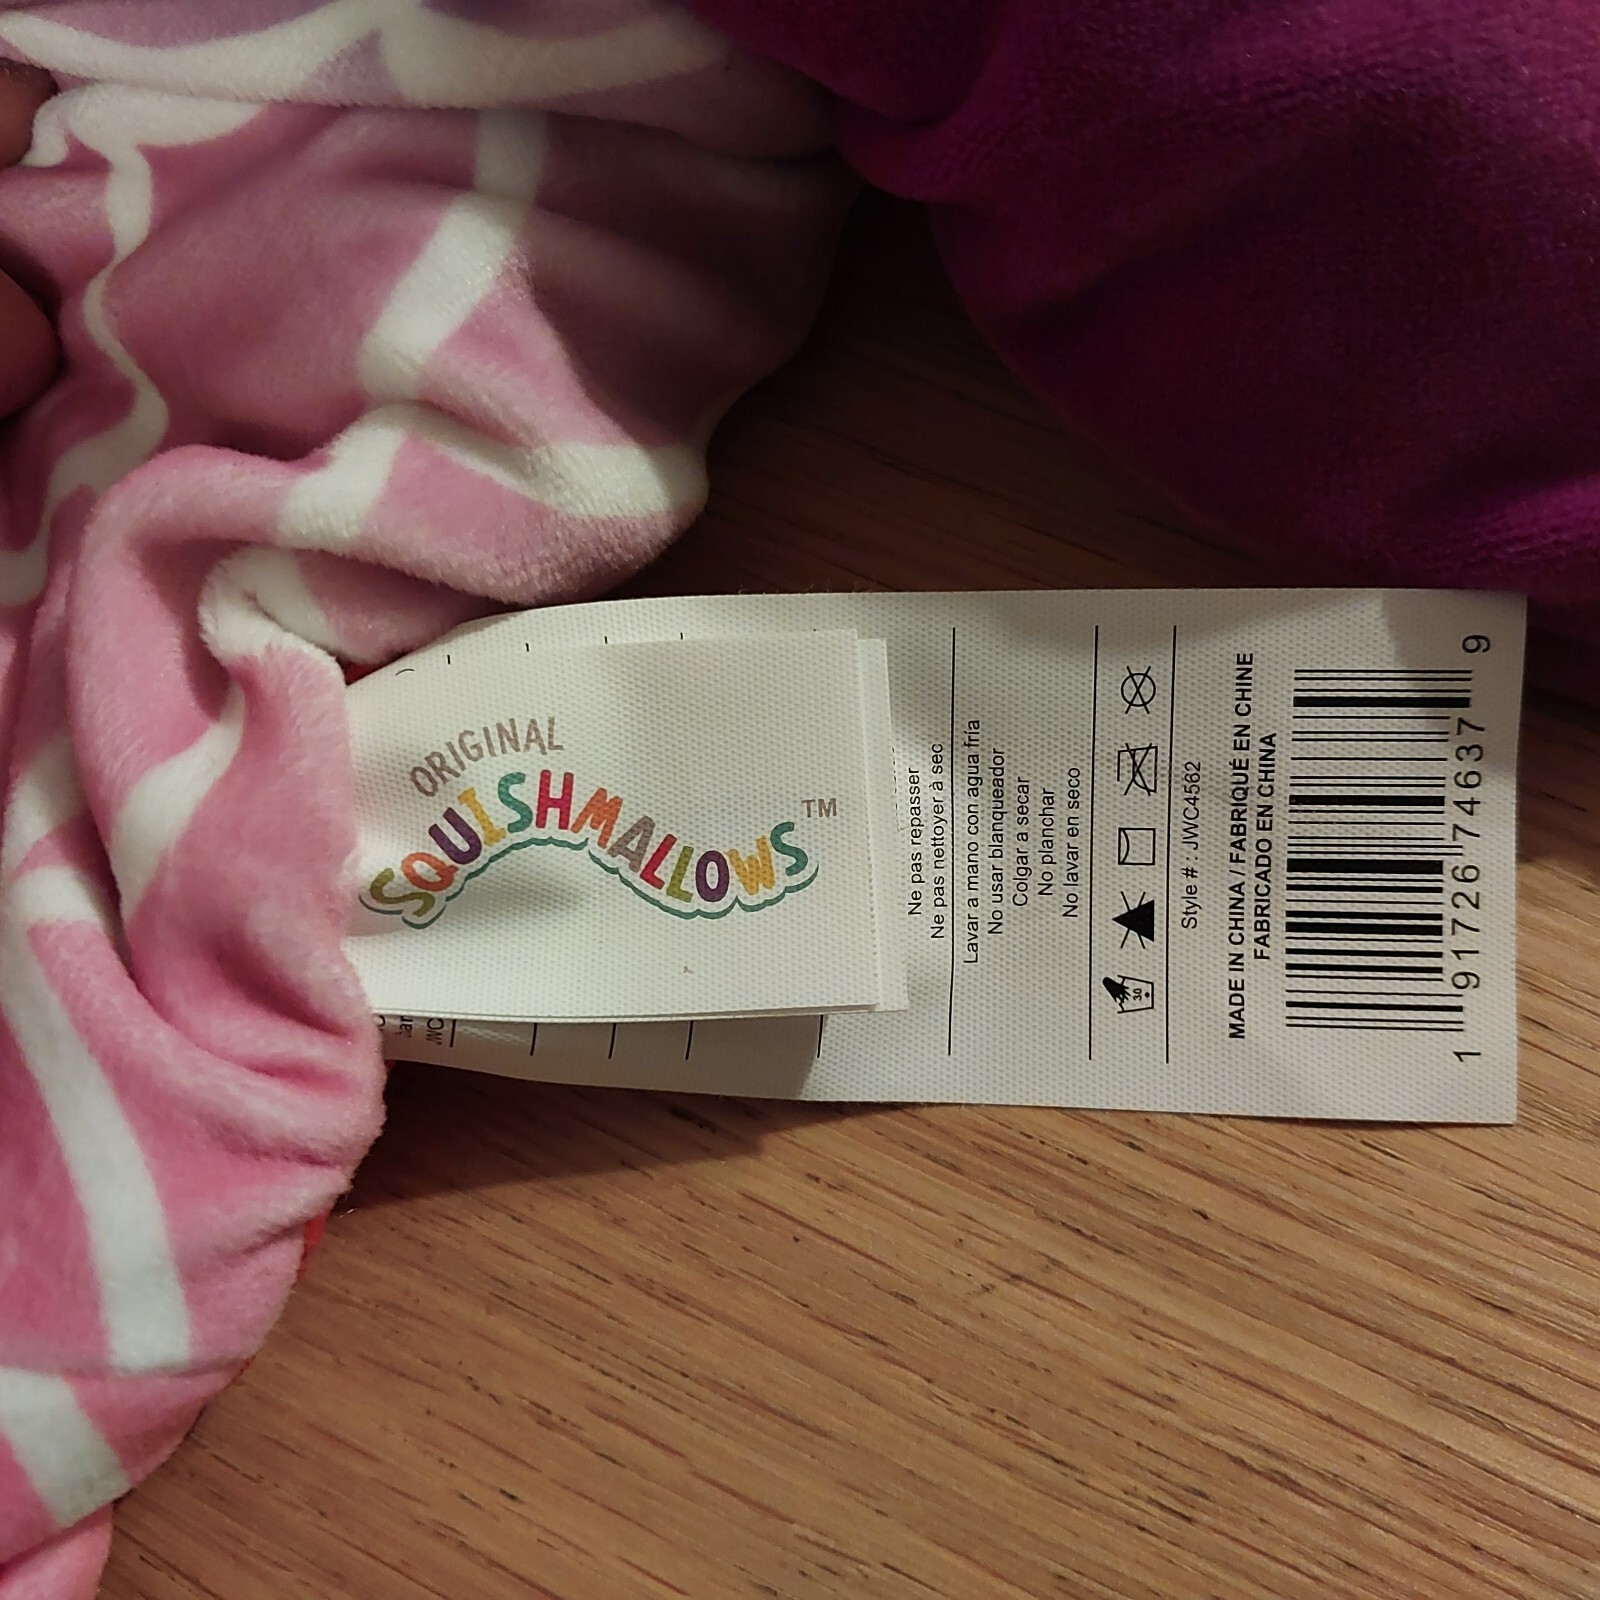 ORIGINAL
SQUISHMALLOWS™
Ne pas repasser
Ne pas nettoyer à sec
Lavar a mano con agua fría
No usar blanqueador
Colgar a secar
No planchar
No lavar en seco
30
Style # : JWC4562
MADE IN CHINA / FABRIQUÉ EN CHINE
FABRICADO EN CHINA
1 91726 74637 9